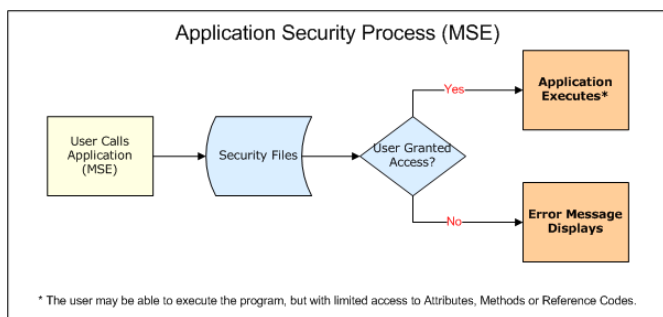 Application Security Process (MSE)
User Calls
Application
(MSE)
Security Files
User Granted
Access?
Yes
Application
Executes*
No
Error Message
Displays
* The user may be able to execute the program, but with limited access to Attributes, Methods or Reference Codes.